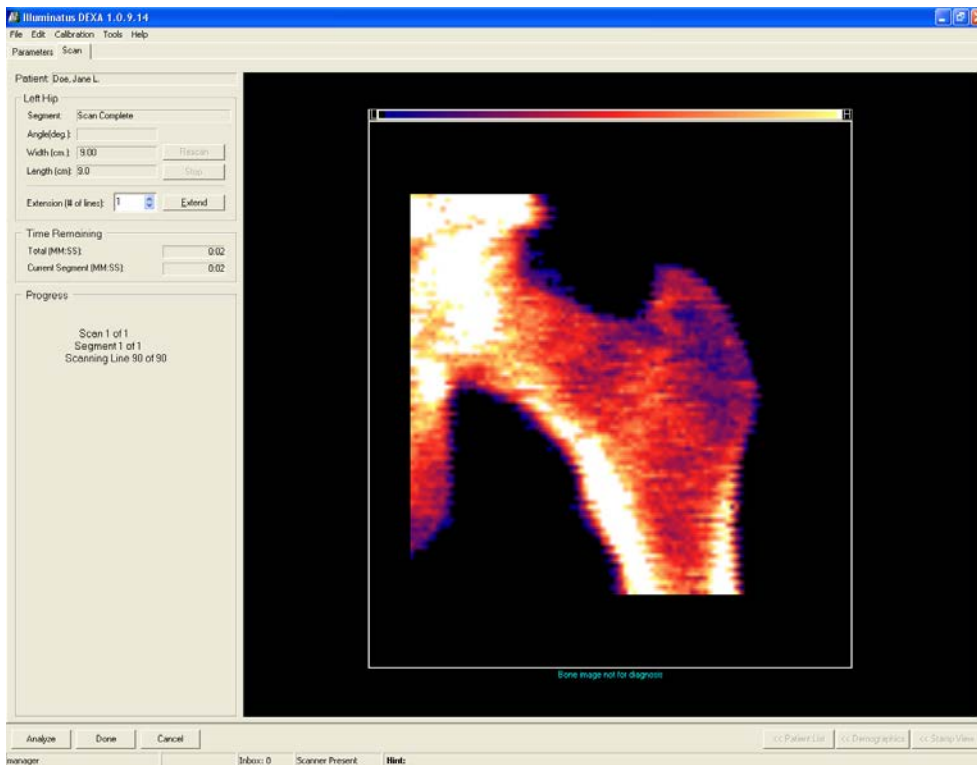 Illuminatus DEXA 1.0.9.14
File Edit Calibration Tools Help
Parameters Scan
Patient: Doe, Jane L.
Left Hip
Segment: Scan Complete
Angle(deg.):
Width (cm.): 9.00 Rescan
Length (cm): 9.0 Stop
Extension (# of lines): 1 Extend
Time Remaining
Total (MM:SS): 0:02
Current Segment (MM:SS): 0:02
Progress
Scan 1 of 1
Segment 1 of 1
Scanning Line 90 of 90
L H
Bone image not for diagnosis
Analyze Done Cancel << Patient List << Demographics << Scanp View
manager Inbox: 0 Scanner Present Hint: